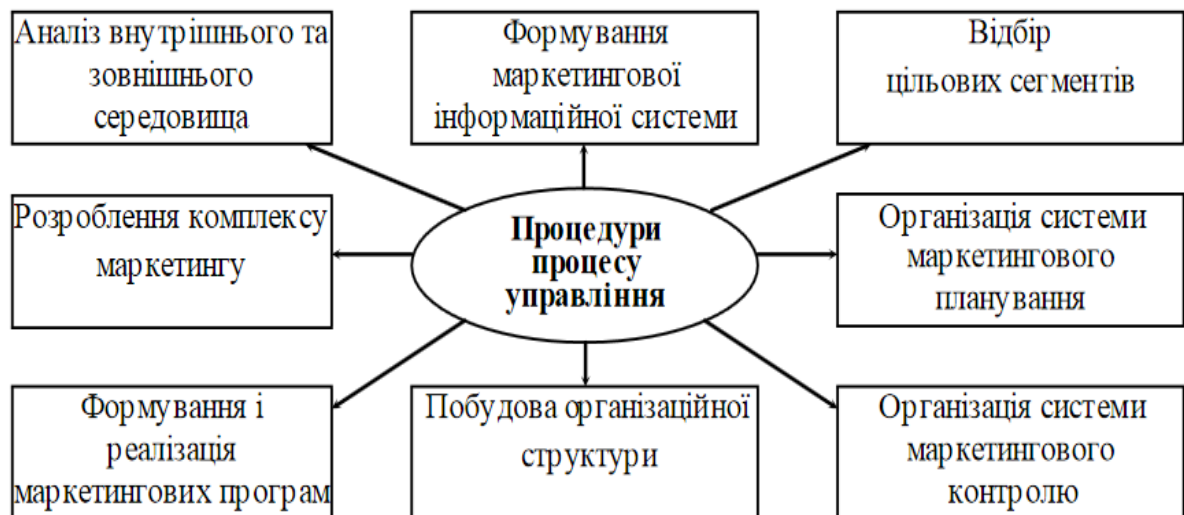 Аналіз внутрішнього та
зовнішнього
середовища
Формування
маркетингової
інформаційної системи
Відбір
цільових сегментів
Розроблення комплексу
маркетингу
Процедури
процесу
управління
Організація системи
маркетингового
планування
Формування і
реалізація
маркетингових програм
Побудова організаційної
структури
Організація системи
маркетингового
контролю